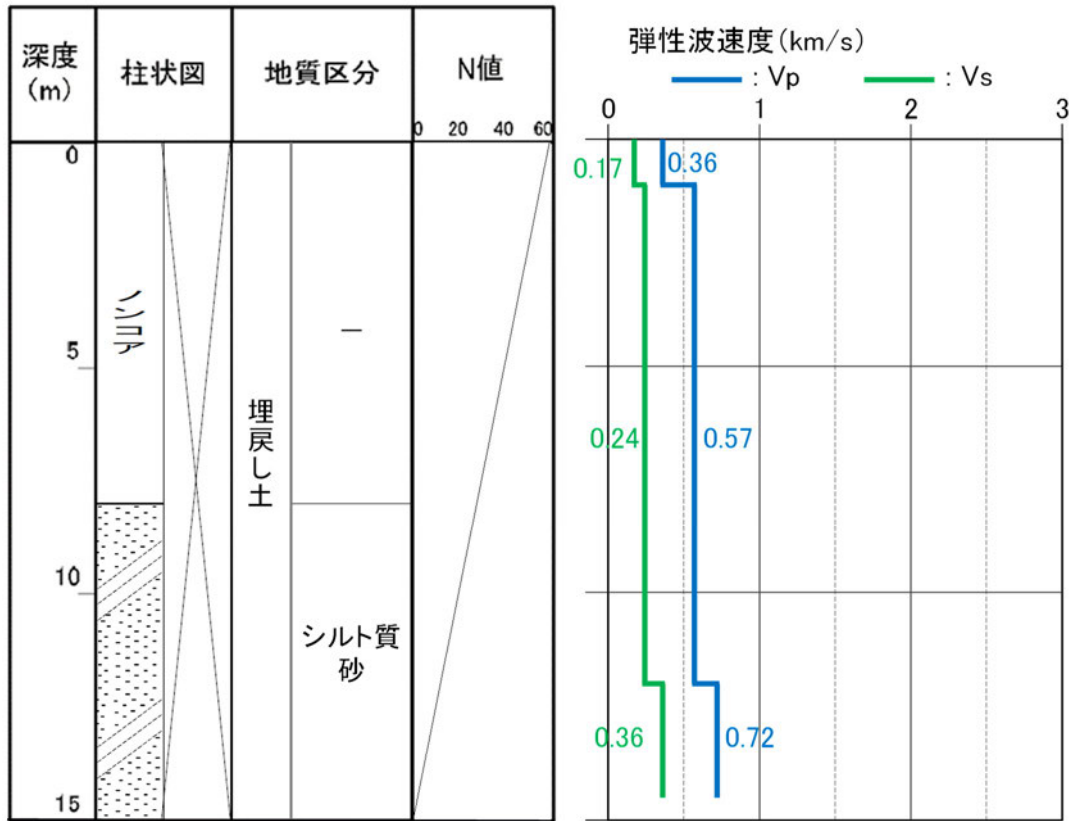 深度
(m)
柱状図
地質区分
N値
0 20 40 60
弾性波速度(km/s)
: Vp : Vs
0 1 2 3
0
5
10
15
ノンコア
埋戻し土
―
シルト質
砂
0.17
0.36
0.24
0.57
0.36
0.72